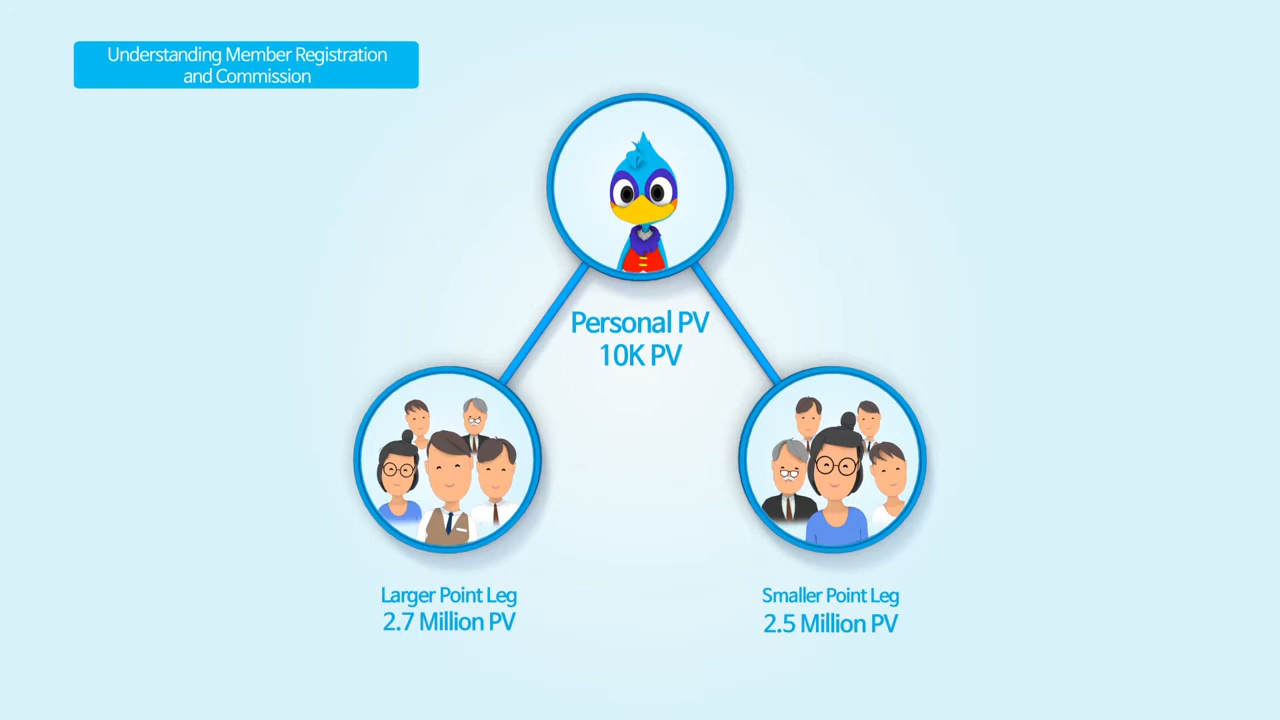 Understanding Member Registration
and Commission
Personal PV
10K PV
Larger Point Leg
2.7 Million PV
Smaller Point Leg
2.5 Million PV